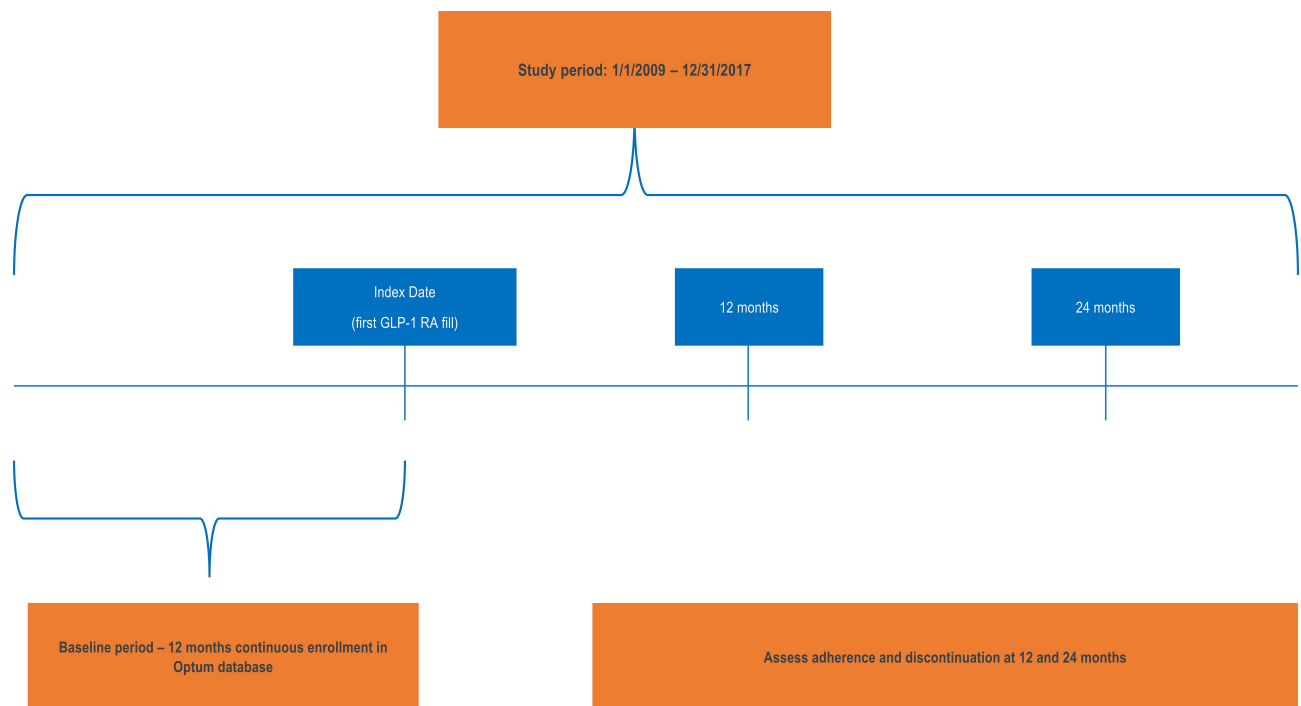 Study period: 1/1/2009 – 12/31/2017
Index Date
(first GLP-1 RA fill)
12 months
24 months
Baseline period – 12 months continuous enrollment in
Optum database
Assess adherence and discontinuation at 12 and 24 months